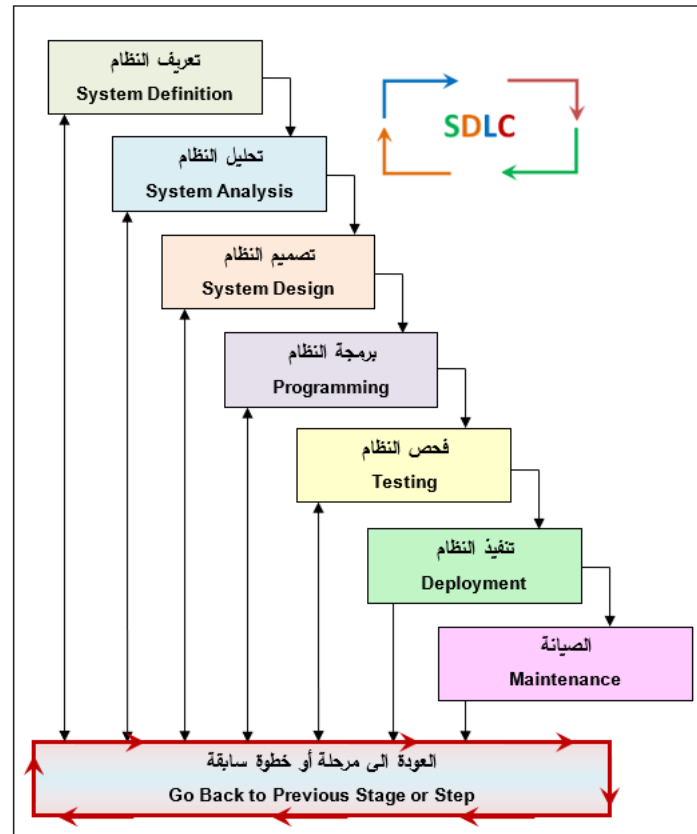 تعريف النظام
System Definition
SDLC
تحليل النظام
System Analysis
تصميم النظام
System Design
برمجة النظام
Programming
فحص النظام
Testing
تنفيذ النظام
Deployment
الصيانة
Maintenance
العودة الى مرحلة أو خطوة سابقة
Go Back to Previous Stage or Step